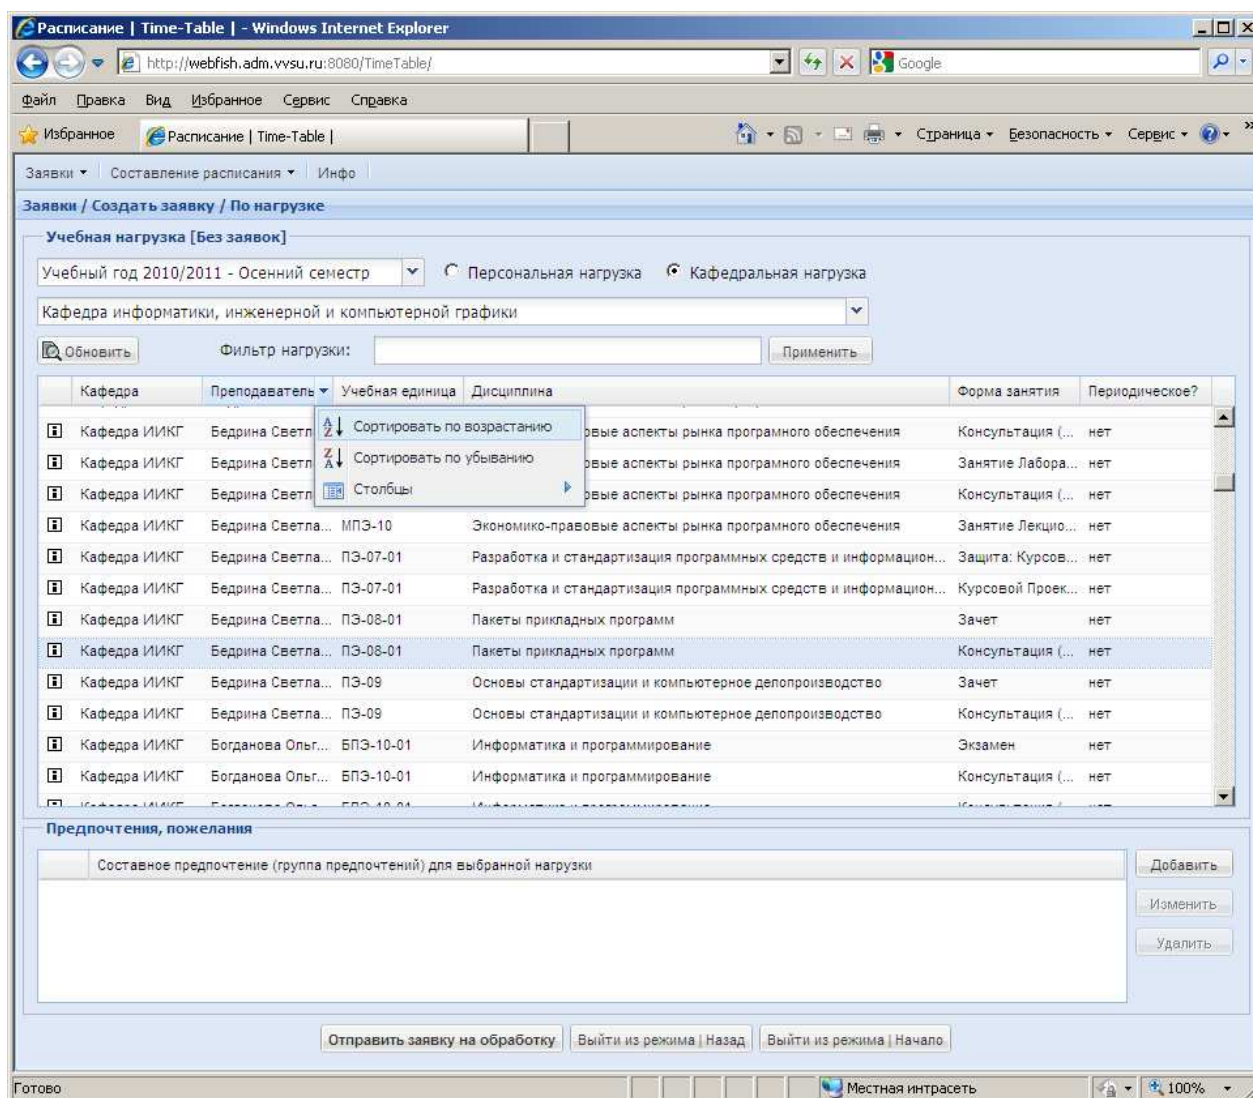 Расписание | Time-Table | - Windows Internet Explorer
http://webfish.adm.vvsu.ru:8080/TimeTable/ Google
Файл Правка Вид Избранное Сервис Справка
Избранное Расписание | Time-Table | Страница Безопасность Сервис
Заявки Составление расписания Инфо
Заявки / Создать заявку / По нагрузке
Учебная нагрузка [Без заявок]
Учебный год 2010/2011 - Осенний семестр Персональная нагрузка Кафедральная нагрузка
Кафедра информатики, инженерной и компьютерной графики
Обновить Фильтр нагрузки: Применить
Кафедра Преподаватель Учебная единица Дисциплина Форма занятия Периодическое?
Кафедра ИИКГ Бедрина Светл Сортировать по возрастанию овые аспекты рынка програмного обеспечения Консультация (... нет
Кафедра ИИКГ Бедрина Светл Сортировать по убыванию овые аспекты рынка програмного обеспечения Занятие Лабора... нет
Кафедра ИИКГ Бедрина Светл Столбцы овые аспекты рынка програмного обеспечения Консультация (... нет
Кафедра ИИКГ Бедрина Светла... МПЭ-10 Экономико-правовые аспекты рынка програмного обеспечения Занятие Лекцио... нет
Кафедра ИИКГ Бедрина Светла... ПЭ-07-01 Разработка и стандартизация программных средств и информацион... Защита: Курсов... нет
Кафедра ИИКГ Бедрина Светла... ПЭ-07-01 Разработка и стандартизация программных средств и информацион... Курсовой Проек... нет
Кафедра ИИКГ Бедрина Светла... ПЭ-08-01 Пакеты прикладных программ Зачет нет
Кафедра ИИКГ Бедрина Светла... ПЭ-08-01 Пакеты прикладных программ Консультация (... нет
Кафедра ИИКГ Бедрина Светла... ПЭ-09 Основы стандартизации и компьютерное делопроизводство Зачет нет
Кафедра ИИКГ Бедрина Светла... ПЭ-09 Основы стандартизации и компьютерное делопроизводство Консультация (... нет
Кафедра ИИКГ Богданова Ольг... БПЭ-10-01 Информатика и программирование Экзамен нет
Кафедра ИИКГ Богданова Ольг... БПЭ-10-01 Информатика и программирование Консультация (... нет
Предпочтения, пожелания
Составное предпочтение (группа предпочтений) для выбранной нагрузки Добавить
Изменить
Удалить
Отправить заявку на обработку Выйти из режима | Назад Выйти из режима | Начало
Готово Местная интрасеть 100%